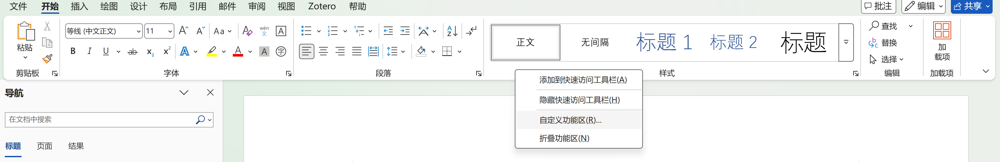 文件 开始 插入 绘图 设计 布局 引用 邮件 审阅 视图 Zotero 帮助 批注 编辑 共享
等线 (中文正文) 11 A A Aa A wén 文 A
粘贴
B I U ab x₂ x² A A A 字
正文 无间隔 标题 1 标题 2 标题
查找
替换
选择
加
载项
剪贴板 字体 段落 样式 编辑 加载项
导航
在文档中搜索
标题 页面 结果
添加到快速访问工具栏(A)
隐藏快速访问工具栏(H)
自定义功能区(R)...
折叠功能区(N)